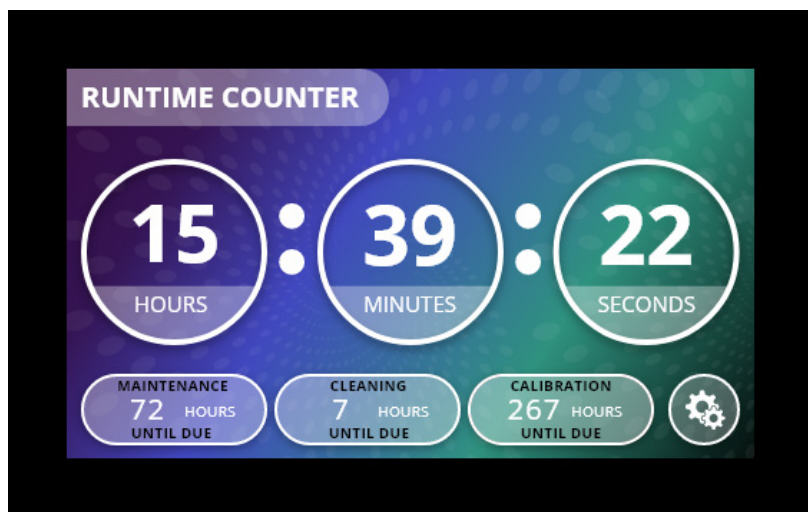 RUNTIME COUNTER
15 : 39 : 22
HOURS MINUTES SECONDS
MAINTENANCE CLEANING CALIBRATION
72 HOURS 7 HOURS 267 HOURS
UNTIL DUE UNTIL DUE UNTIL DUE